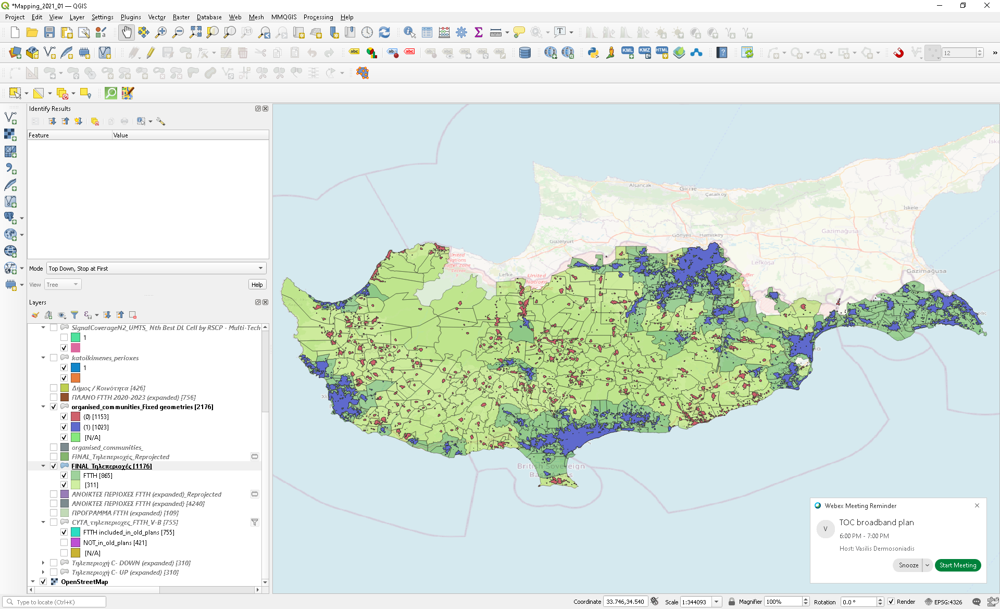 *Mapping_2021_01 — QGIS
Project Edit View Layer Settings Plugins Vector Raster Database Web Mesh MMQGIS Processing Help
12
Identify Results
Feature Value
Mode Top Down, Stop at First
View Tree Help
Layers
SignalCoverageN2_UMTS_ Nth Best DL Cell by RSCP - Multi-Tech
1
katoikimenes_perioxes
1
Δήμος / Κοινότητα [426]
ΠΛΑΝΟ FTTH 2020-2023 (expanded) [756]
organised_communities_Fixed geometries [2176]
(0) [1153]
(1) [1023]
[N/A]
organised_communities_
FINAL_Τηλεπεριοχές_Reprojected
FINAL_Τηλεπεριοχές [1176]
FTTH [865]
[311]
ΑΝΟΙΚΤΕΣ ΠΕΡΙΟΧΕΣ FTTH (expanded)_Reprojected
ΑΝΟΙΚΤΕΣ ΠΕΡΙΟΧΕΣ FTTH (expanded) [4240]
ΠΡΟΓΡΑΜΜΑ FTTH (expanded) [109]
CYTA_τηλεπεριοχες_FTTH_V-B [755]
FTTH included_in_old_plans [755]
NOT_in_old_plans [421]
[N/A]
Τηλεπεριοχή C- DOWN (expanded) [310]
Τηλεπεριοχή C- UP (expanded) [310]
OpenStreetMap
Alsancak
Girne
Çatalköy
İskele
Gazimağusa
Gönyeli Hamitköy
Güzelyurt
Lefkoşa
Gazimağusa
Lefke
United
Nations
Buffer Zone
Sector
United
Nations
British Sovereign
Base Areas
Webex Meeting Reminder
V
TOC broadband plan
6:00 PM - 7:00 PM
Host: Vasilis Dermosoniadis
Snooze Start Meeting
Type to locate (Ctrl+K) Coordinate 33.746,34.540 Scale 1:344093 Magnifier 100% Rotation 0.0 ° Render EPSG:4326